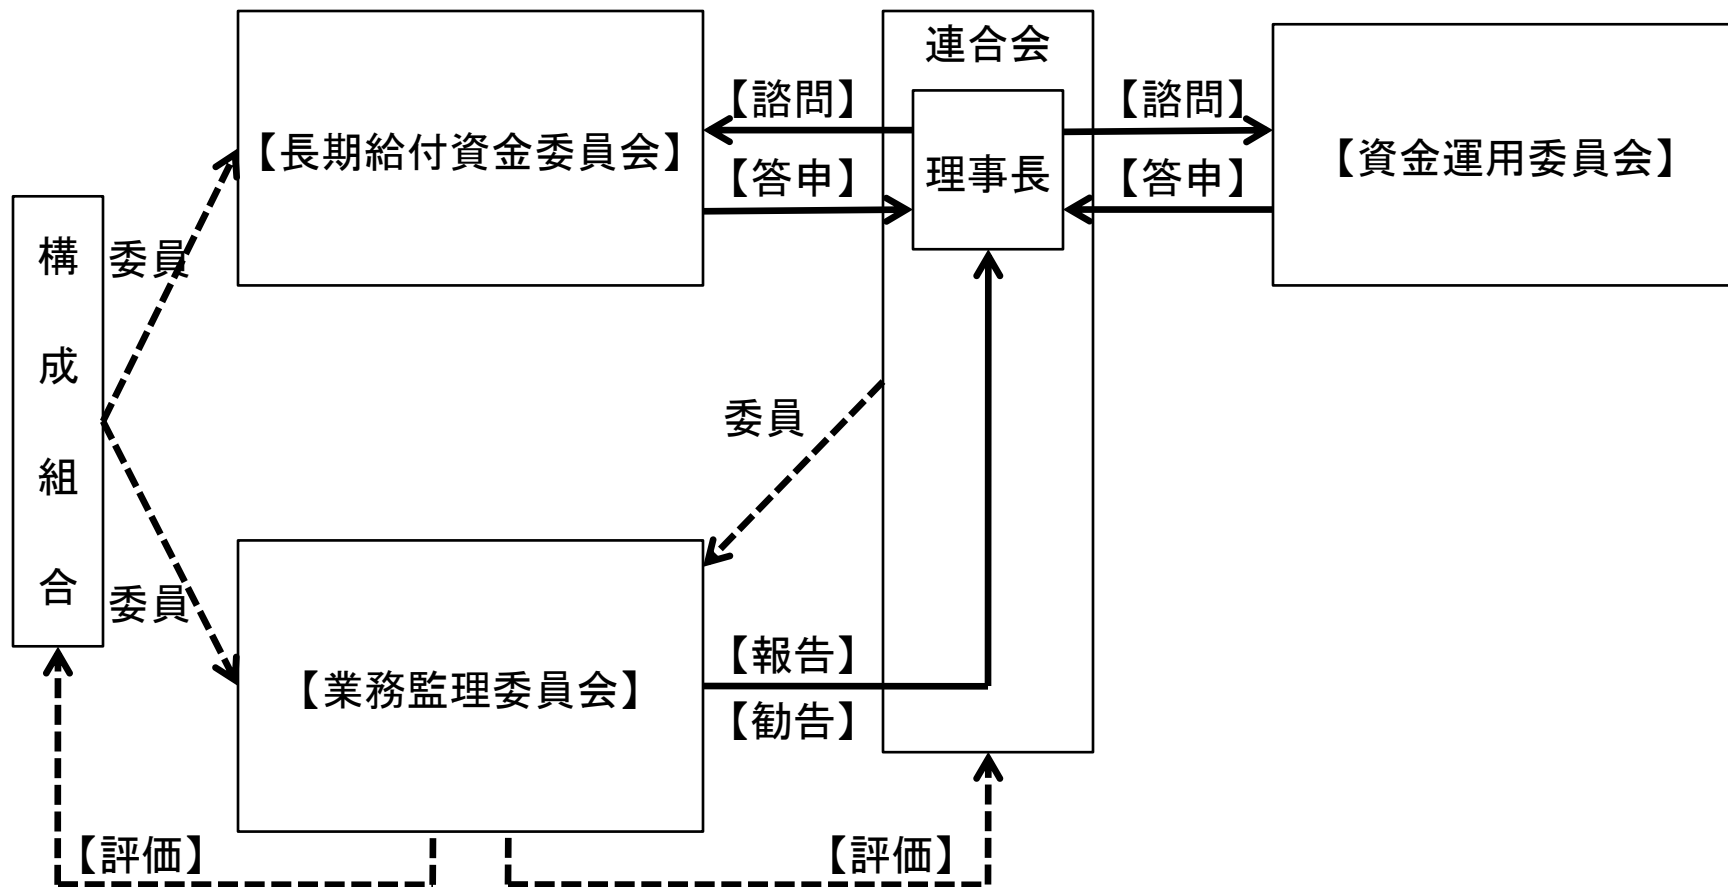 連合会
【諮問】
【諮問】
【長期給付資金委員会】
理事長
【資金運用委員会】
【答申】
【答申】
構成組合
委員
委員
委員
【業務監理委員会】
【報告】
【勧告】
【評価】
【評価】